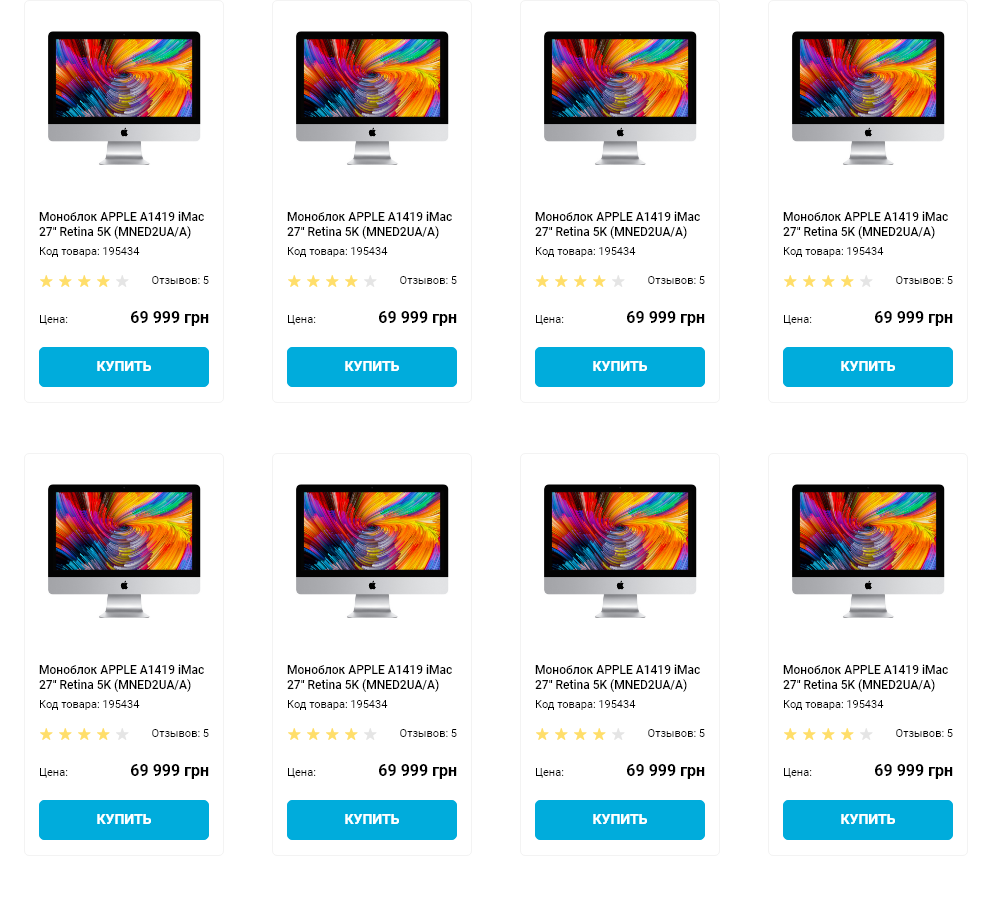 Моноблок APPLE A1419 iMac
27" Retina 5K (MNED2UA/A)
Код товара: 195434
Отзывов: 5
Цена: 69 999 грн
КУПИТЬ
Моноблок APPLE A1419 iMac
27" Retina 5K (MNED2UA/A)
Код товара: 195434
Отзывов: 5
Цена: 69 999 грн
КУПИТЬ
Моноблок APPLE A1419 iMac
27" Retina 5K (MNED2UA/A)
Код товара: 195434
Отзывов: 5
Цена: 69 999 грн
КУПИТЬ
Моноблок APPLE A1419 iMac
27" Retina 5K (MNED2UA/A)
Код товара: 195434
Отзывов: 5
Цена: 69 999 грн
КУПИТЬ
Моноблок APPLE A1419 iMac
27" Retina 5K (MNED2UA/A)
Код товара: 195434
Отзывов: 5
Цена: 69 999 грн
КУПИТЬ
Моноблок APPLE A1419 iMac
27" Retina 5K (MNED2UA/A)
Код товара: 195434
Отзывов: 5
Цена: 69 999 грн
КУПИТЬ
Моноблок APPLE A1419 iMac
27" Retina 5K (MNED2UA/A)
Код товара: 195434
Отзывов: 5
Цена: 69 999 грн
КУПИТЬ
Моноблок APPLE A1419 iMac
27" Retina 5K (MNED2UA/A)
Код товара: 195434
Отзывов: 5
Цена: 69 999 грн
КУПИТЬ